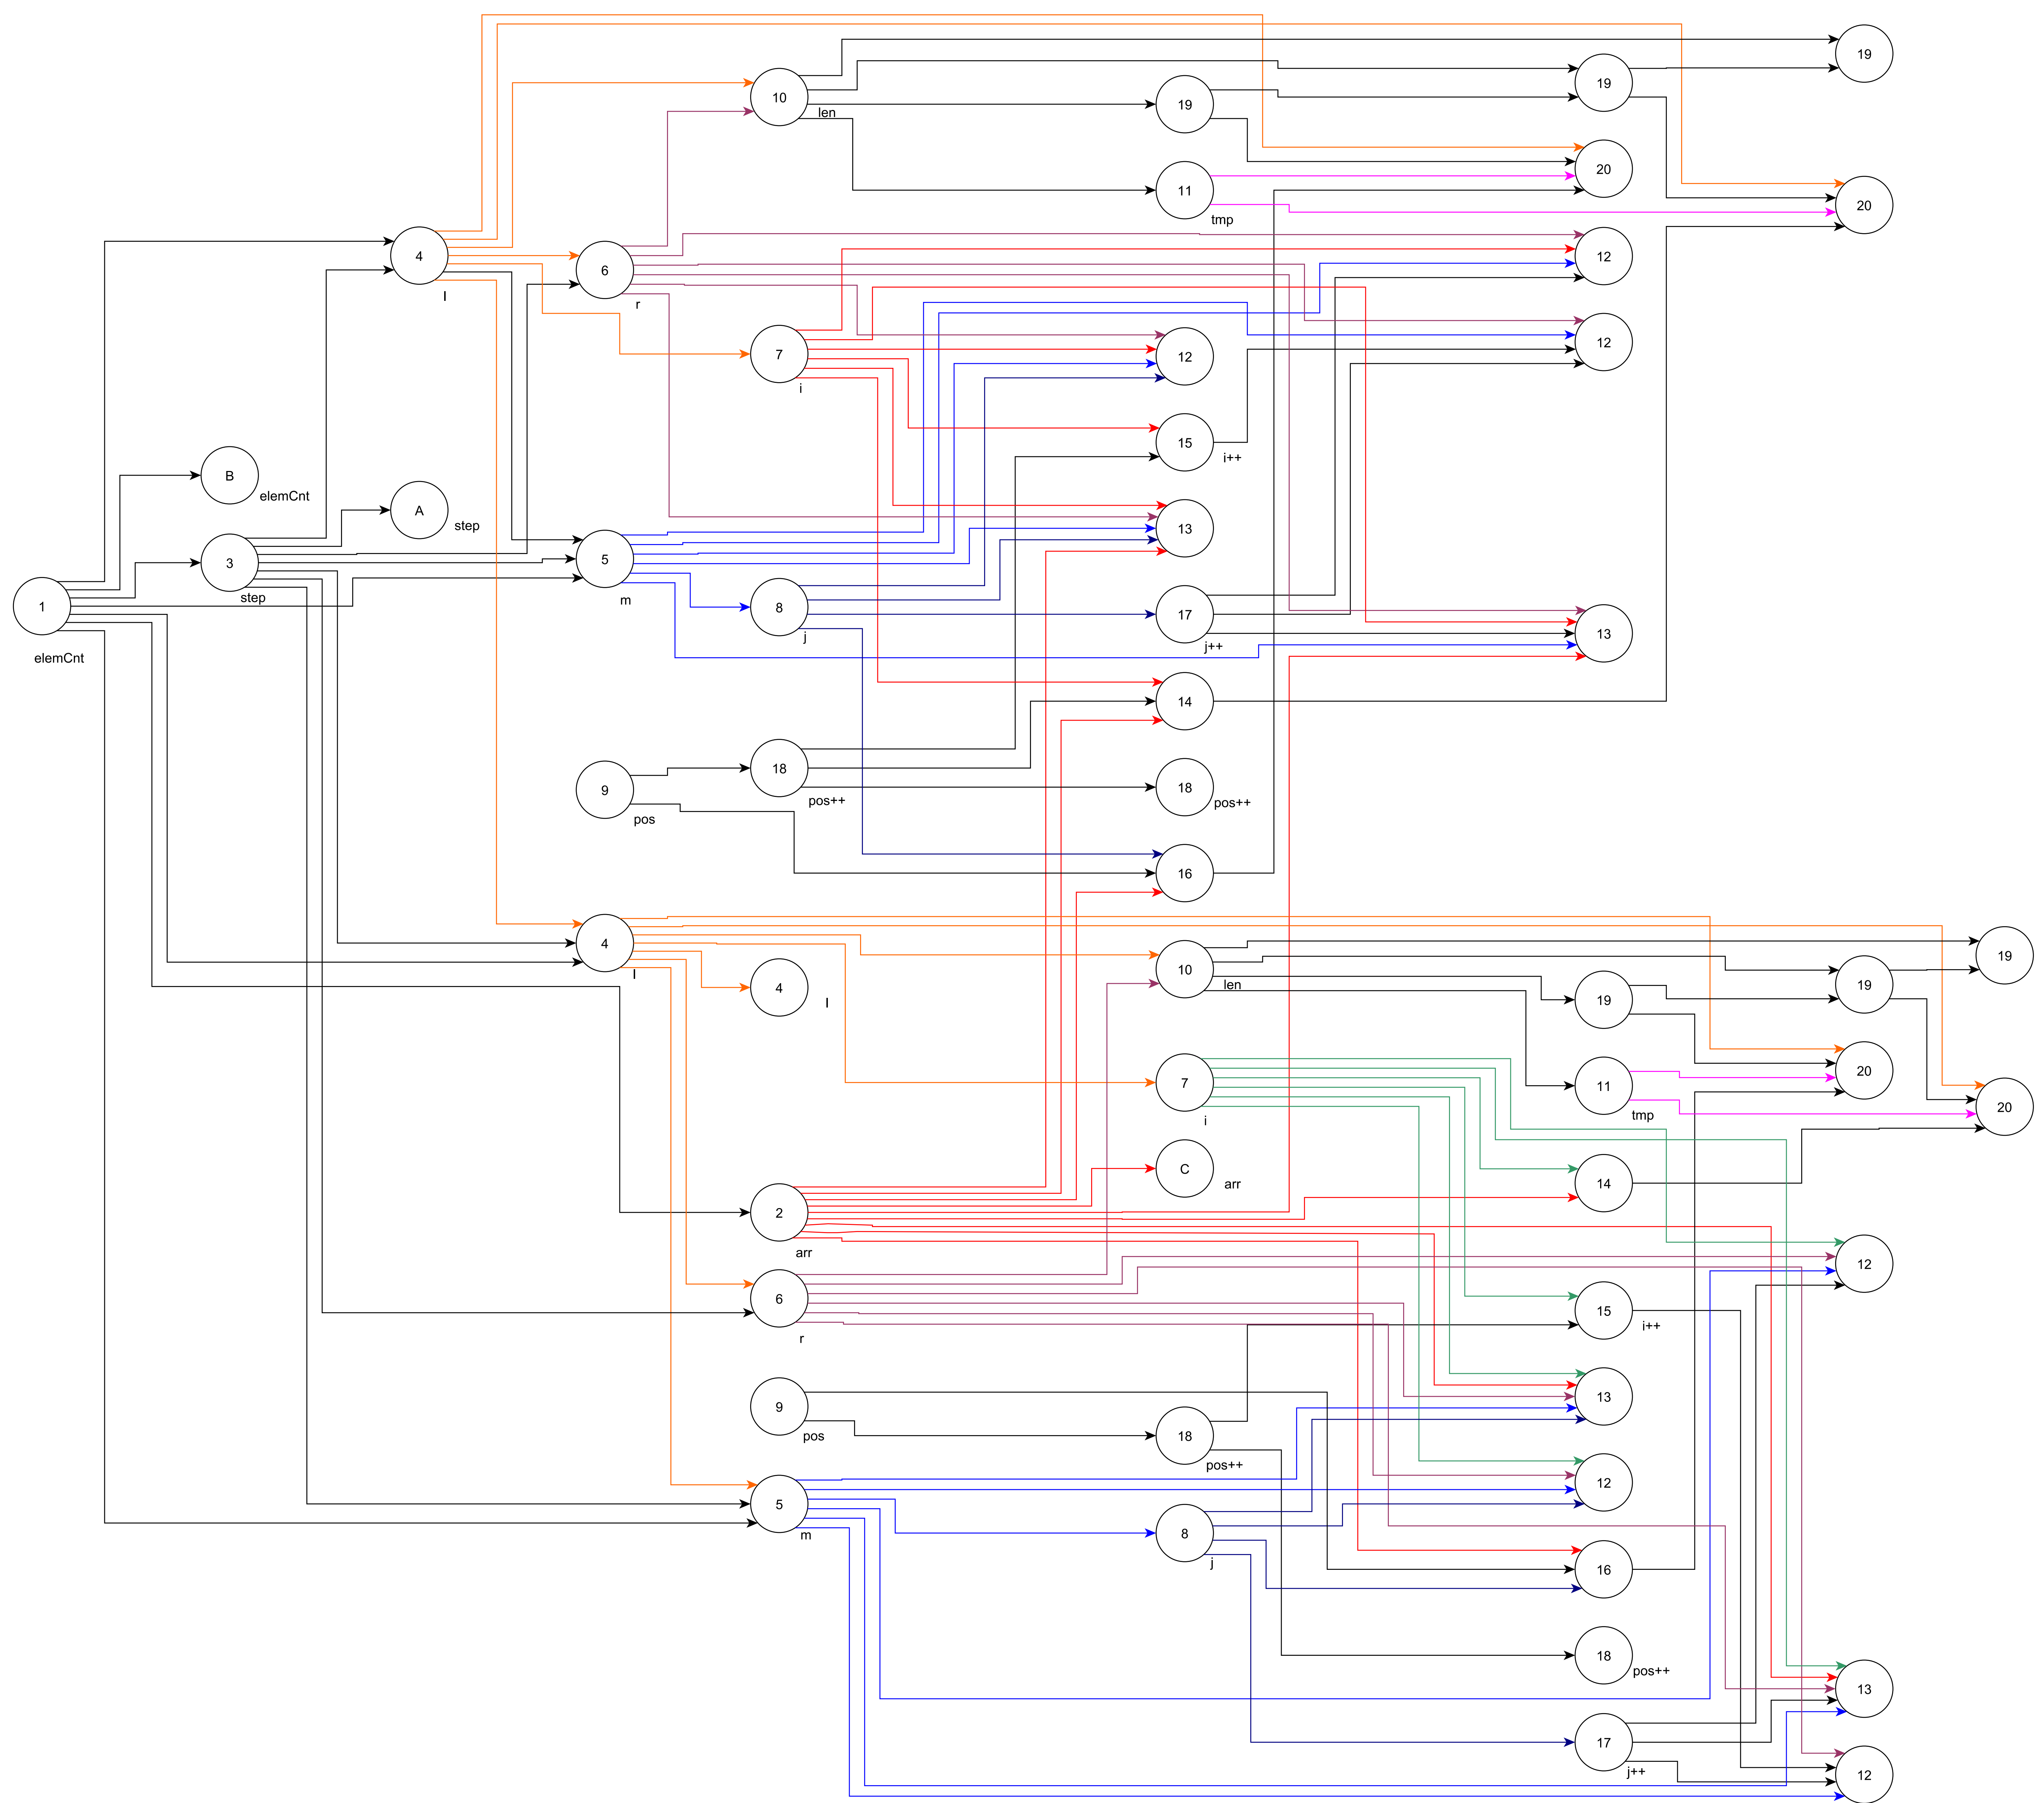 19
10
19
len
19
20
11
tmp
20
4
l
6
r
12
7
i
12
12
15
i++
B
elemCnt
A
step
13
3
step
5
m
1
elemCnt
8
j
17
j++
13
14
9
pos
18
pos++
18
pos++
16
4
l
4
l
10
len
19
19
19
7
i
11
tmp
20
20
C
arr
14
2
arr
12
6
r
15
i++
13
9
pos
18
pos++
12
5
m
8
j
16
18
pos++
13
17
j++
12